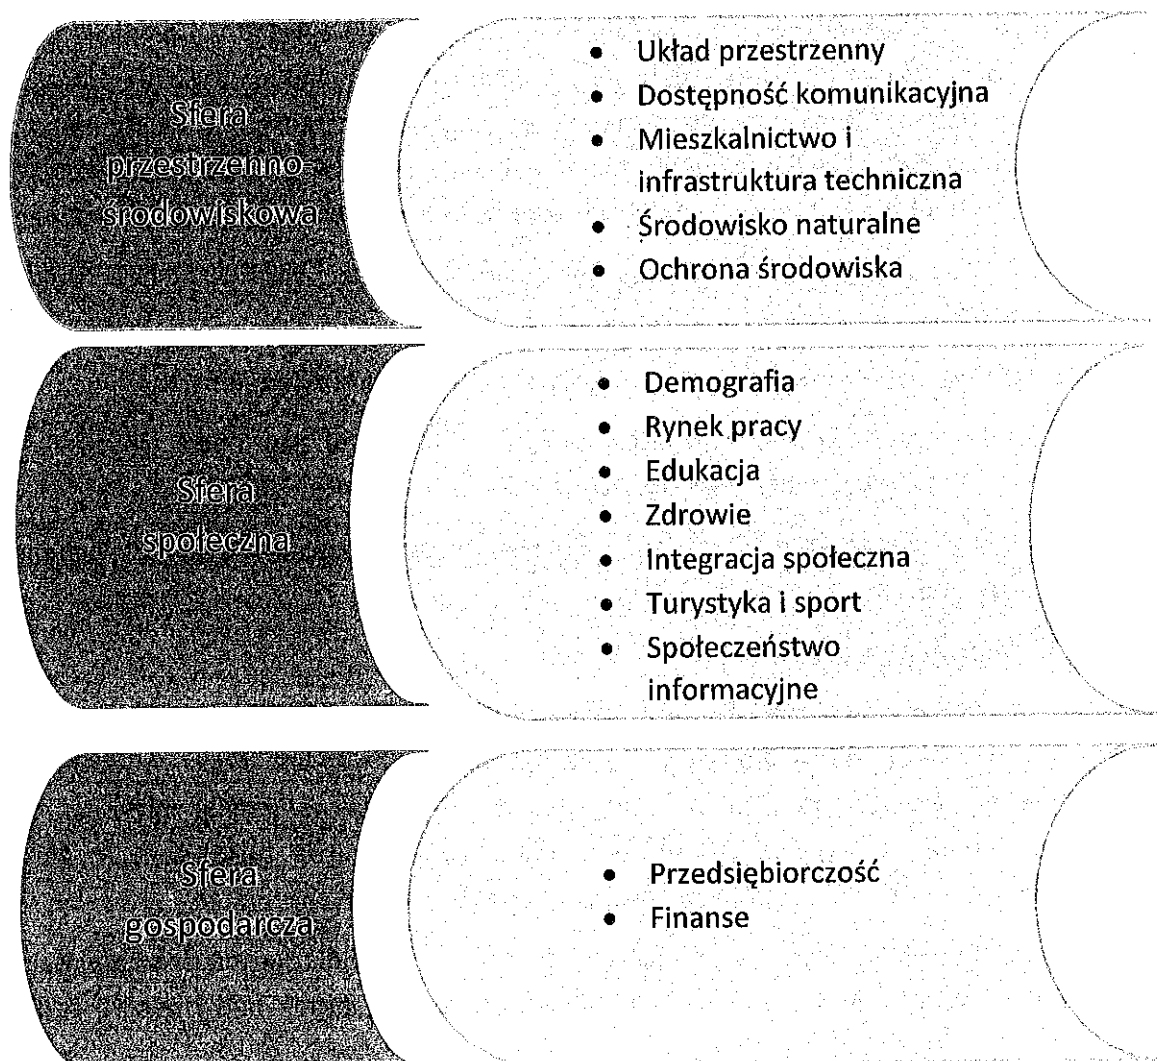 Sfera
przestrzenno-
środowiskowa
• Układ przestrzenny
• Dostępność komunikacyjna
• Mieszkalnictwo i
infrastruktura techniczna
• Środowisko naturalne
• Ochrona środowiska
Sfera
społeczna
• Demografia
• Rynek pracy
• Edukacja
• Zdrowie
• Integracja społeczna
• Turystyka i sport
• Społeczeństwo
informacyjne
Sfera
gospodarcza
• Przedsiębiorczość
• Finanse